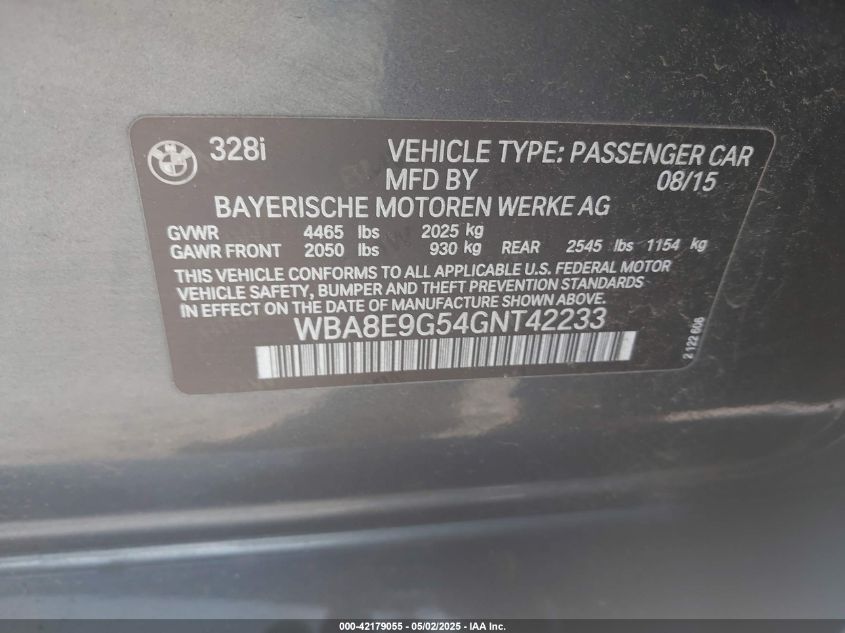 328i VEHICLE TYPE: PASSENGER CAR
MFD BY 08/15
BAYERISCHE MOTOREN WERKE AG
GVWR 4465 lbs 2025 kg
GAWR FRONT 2050 lbs 930 kg REAR 2545 lbs 1154 kg
THIS VEHICLE CONFORMS TO ALL APPLICABLE U.S. FEDERAL MOTOR
VEHICLE SAFETY, BUMPER AND THEFT PREVENTION STANDARDS
IN EFFECT ON THE DATE OF MANUFACTURE SHOWN ABOVE.
WBA8E9G54GNT42233
2 122 606
000-42179055 - 05/02/2025 - IAA Inc.